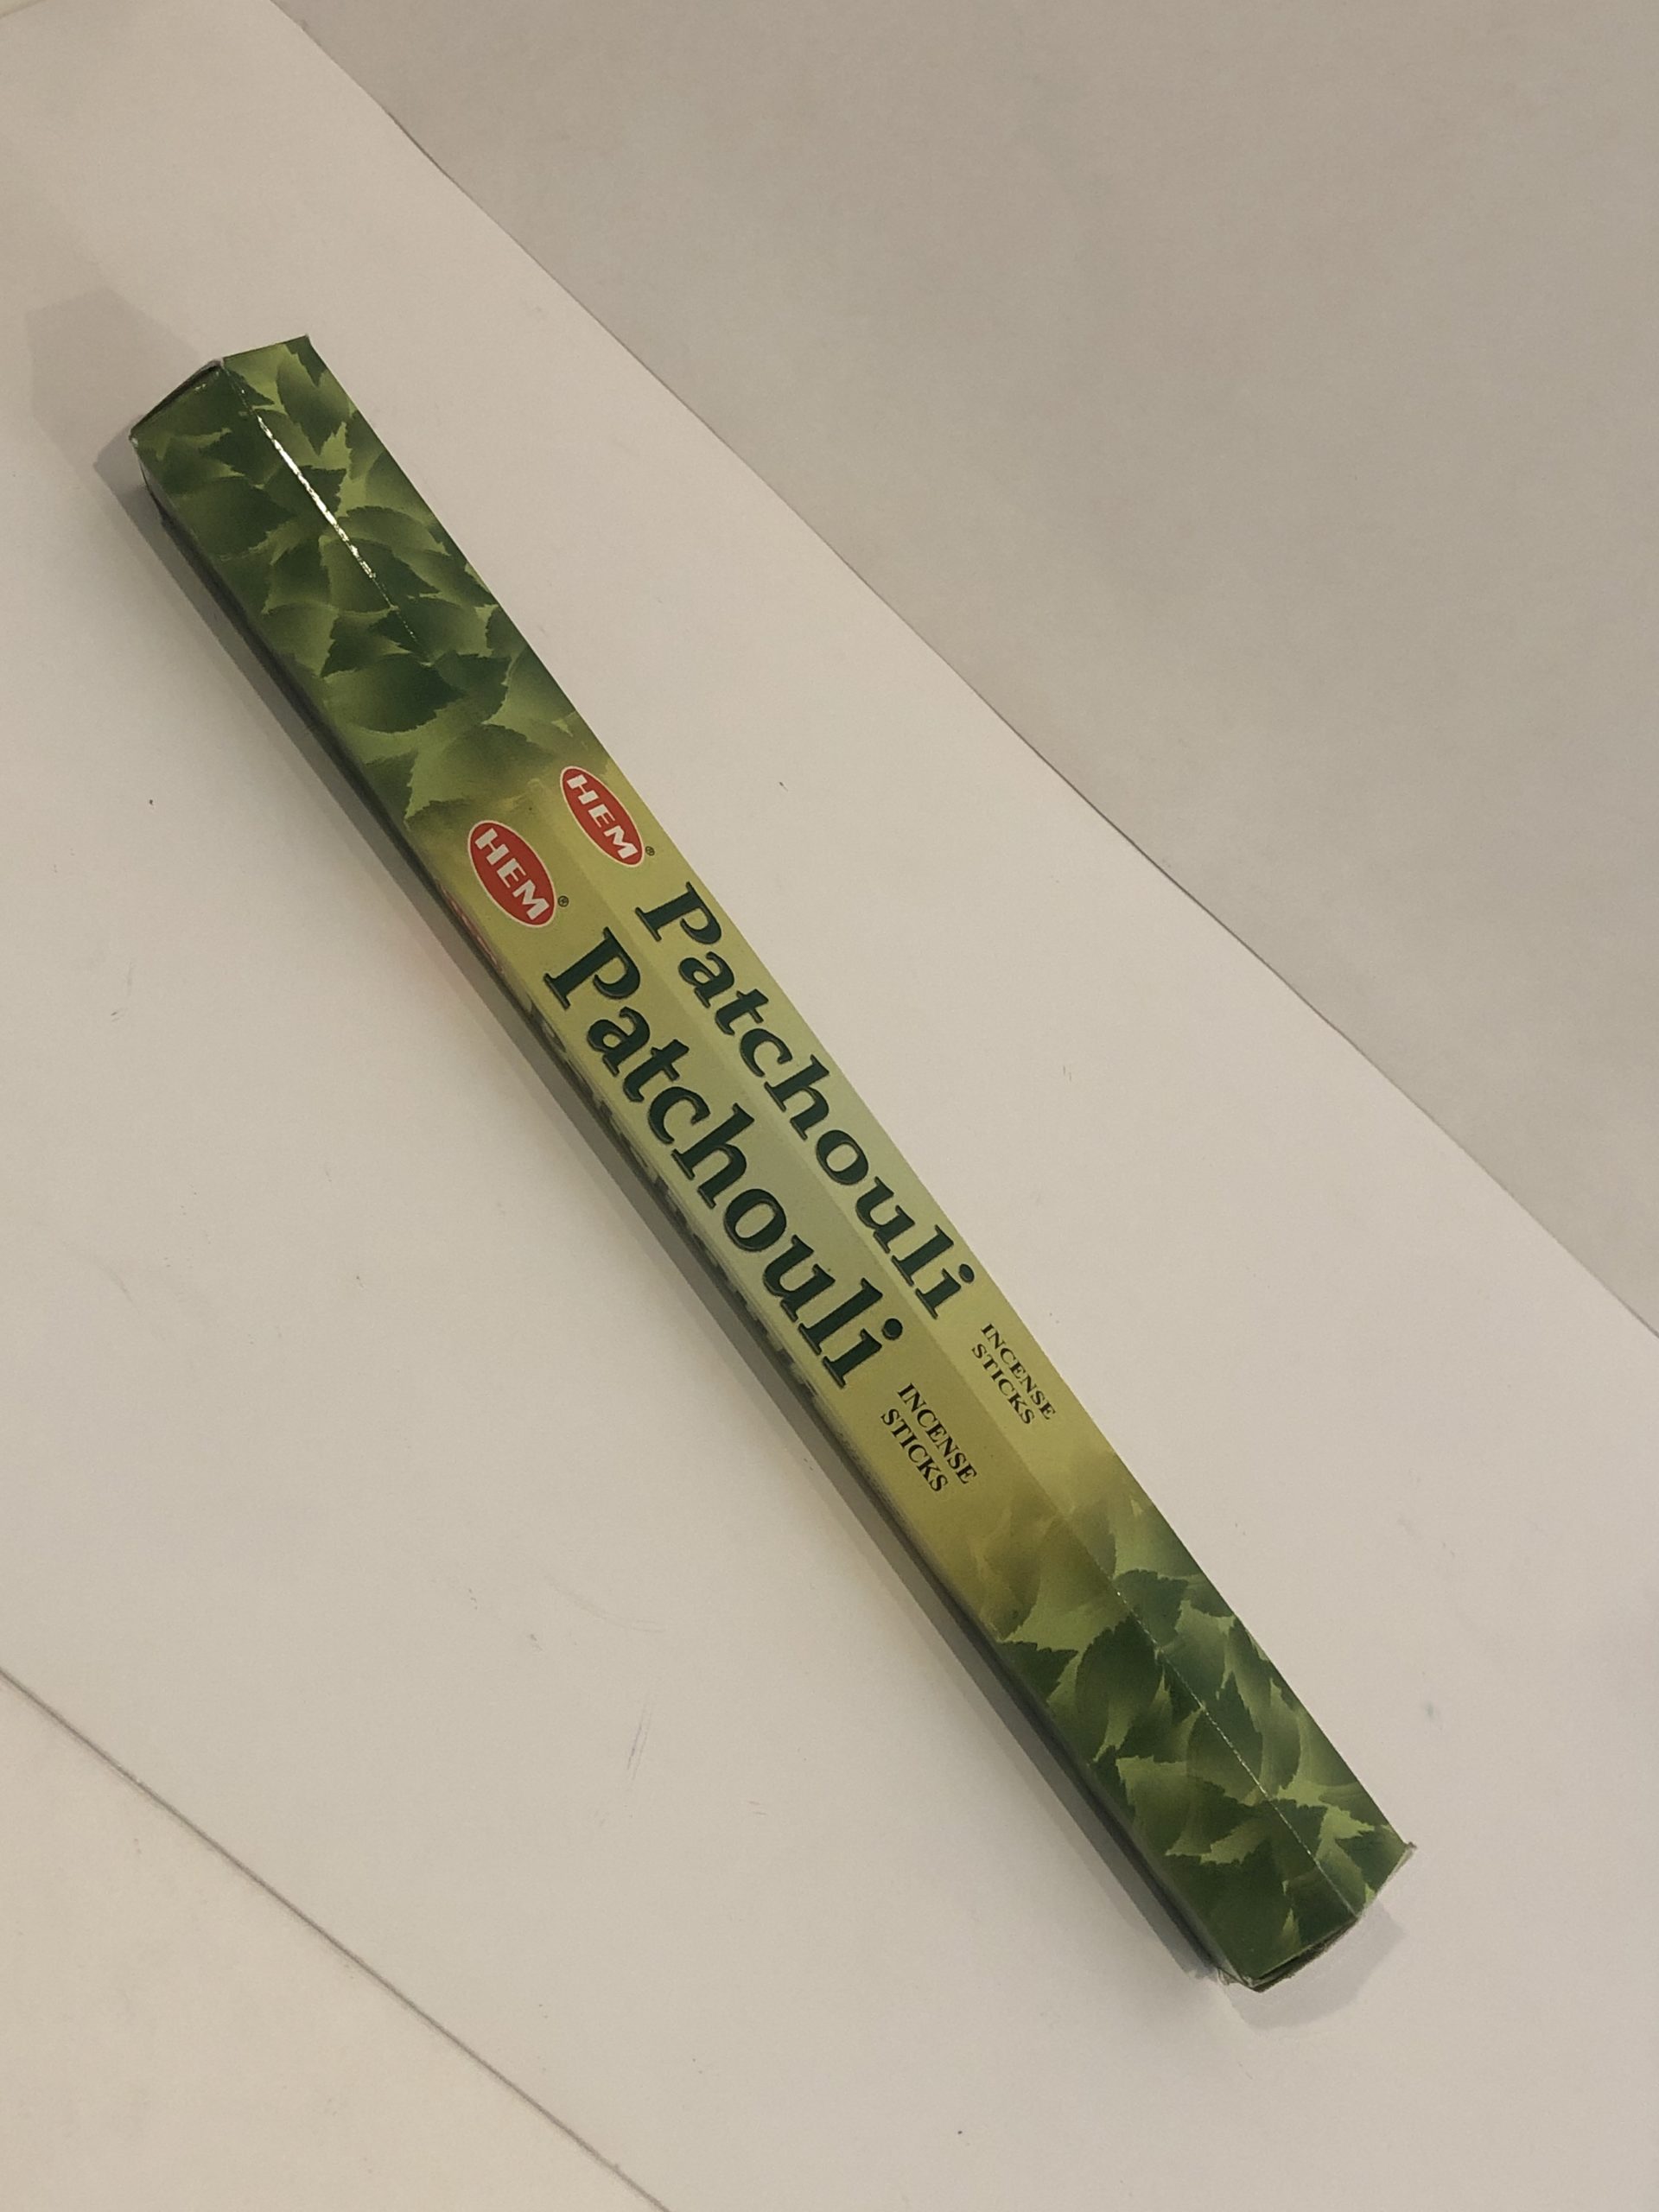 HEM®
Patchouli
INCENSE
STICKS
HEM®
Patchouli
INCENSE
STICKS